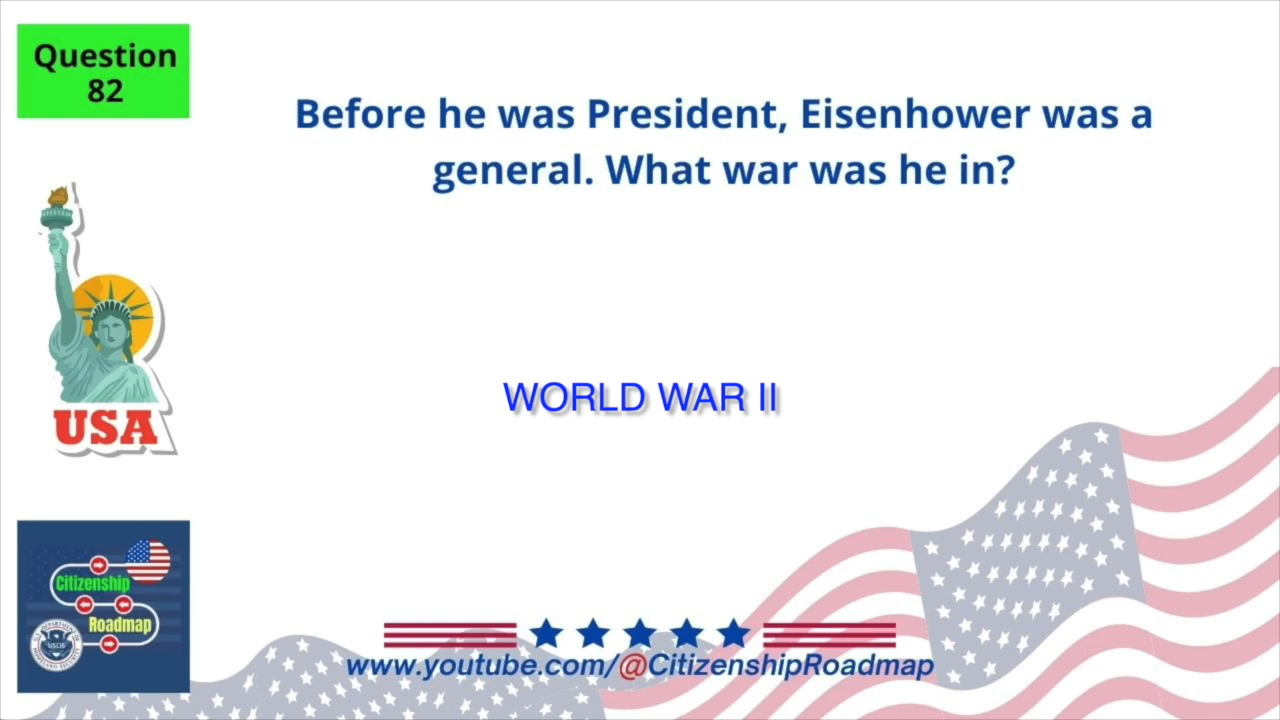 Question
82
Before he was President, Eisenhower was a
general. What war was he in?
WORLD WAR II
USA
Citizenship
Roadmap
USCIS
www.youtube.com/@CitizenshipRoadmap